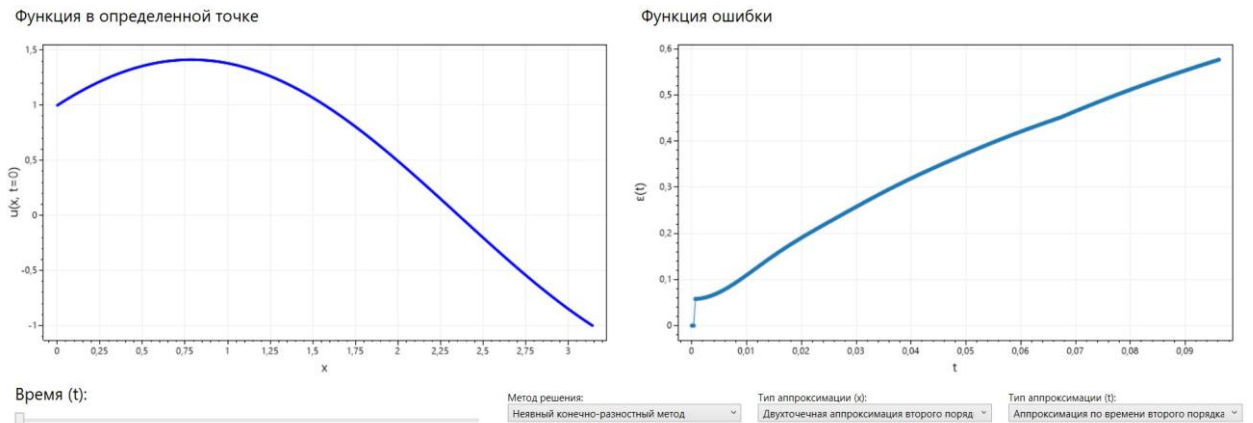 Функция в определенной точке
Функция ошибки
1,5
1
0,5
0
-0,5
-1
u(x, t=0)
0 0,25 0,5 0,75 1 1,25 1,5 1,75 2 2,25 2,5 2,75 3
x
0,6
0,5
0,4
0,3
0,2
0,1
0
ε(t)
0 0,01 0,02 0,03 0,04 0,05 0,06 0,07 0,08 0,09
t
Время (t):
Метод решения:
Неявный конечно-разностный метод
Тип аппроксимации (x):
Двухточечная аппроксимация второго поряд
Тип аппроксимации (t):
Аппроксимация по времени второго порядка